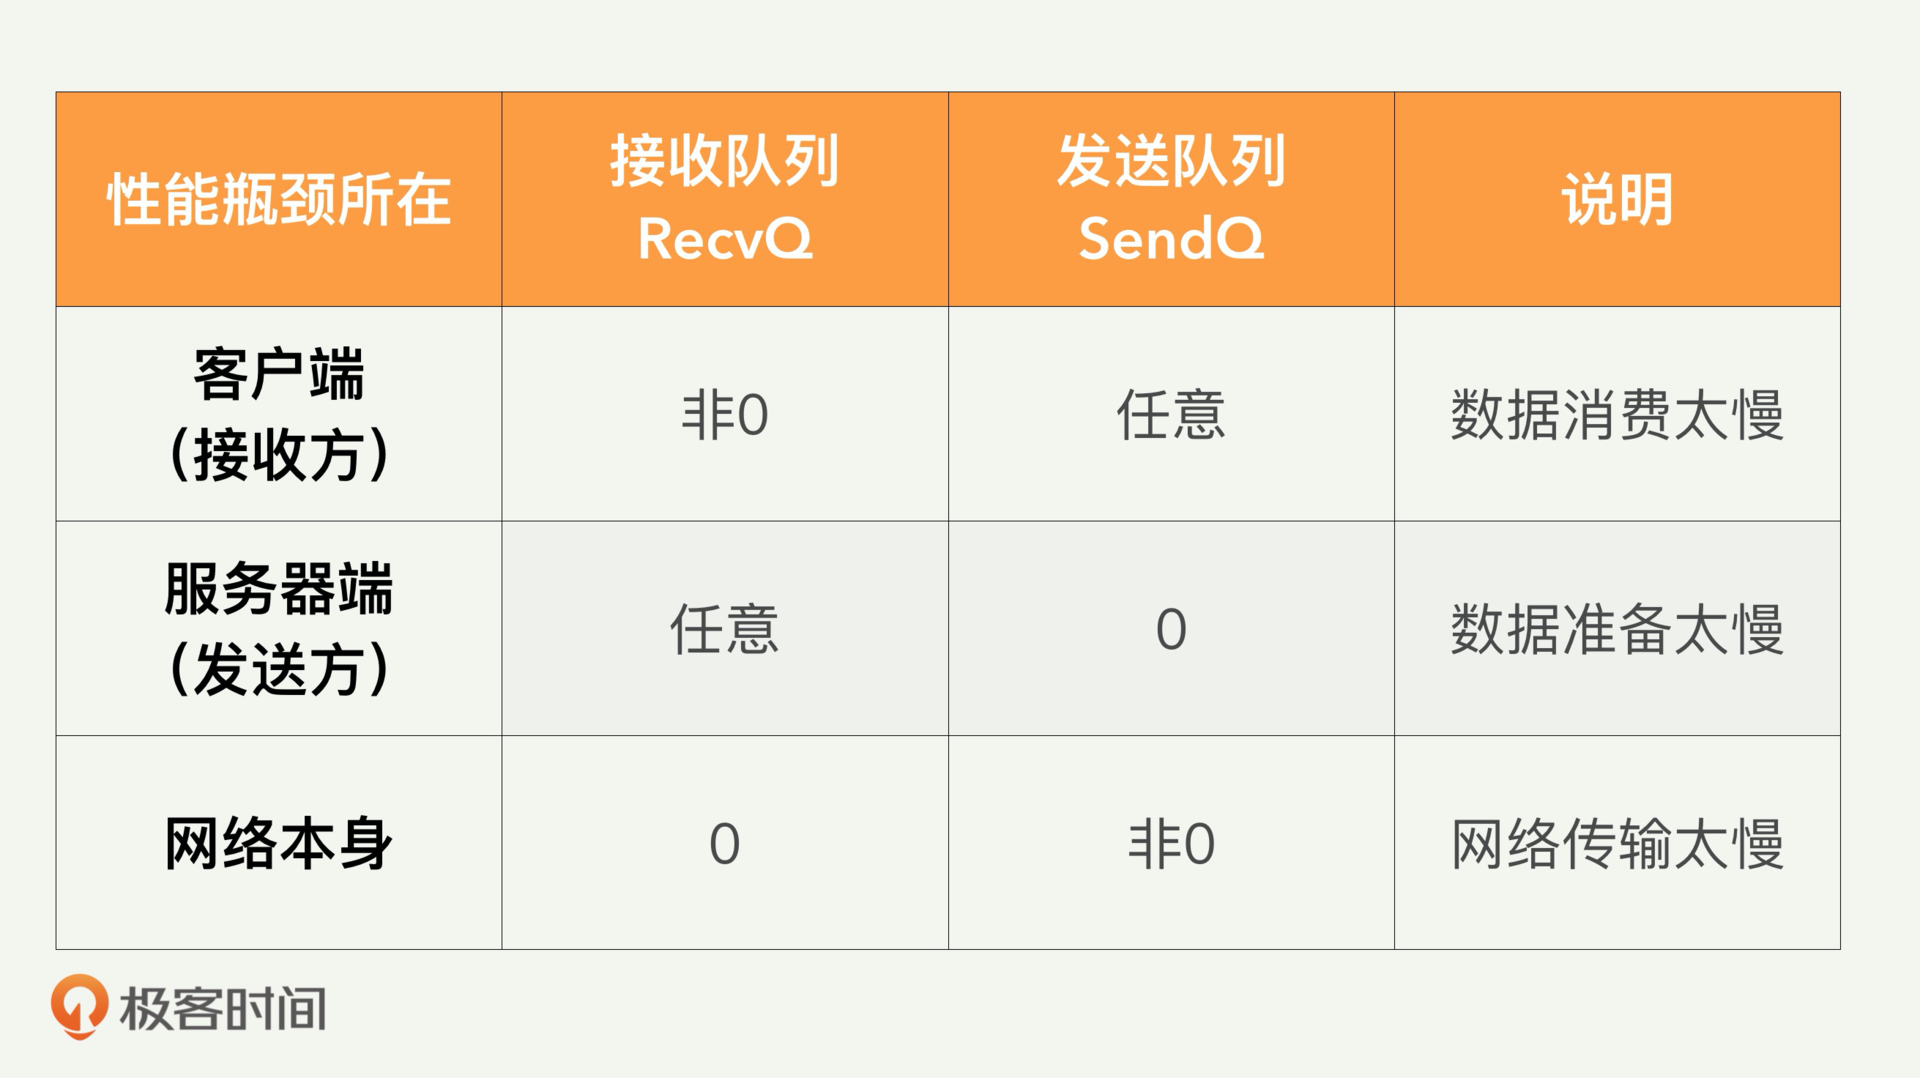 性能瓶颈所在
接收队列
RecvQ
发送队列
SendQ
说明
客户端
（接收方）
非0
任意
数据消费太慢
服务器端
（发送方）
任意
0
数据准备太慢
网络本身
0
非0
网络传输太慢
极客时间